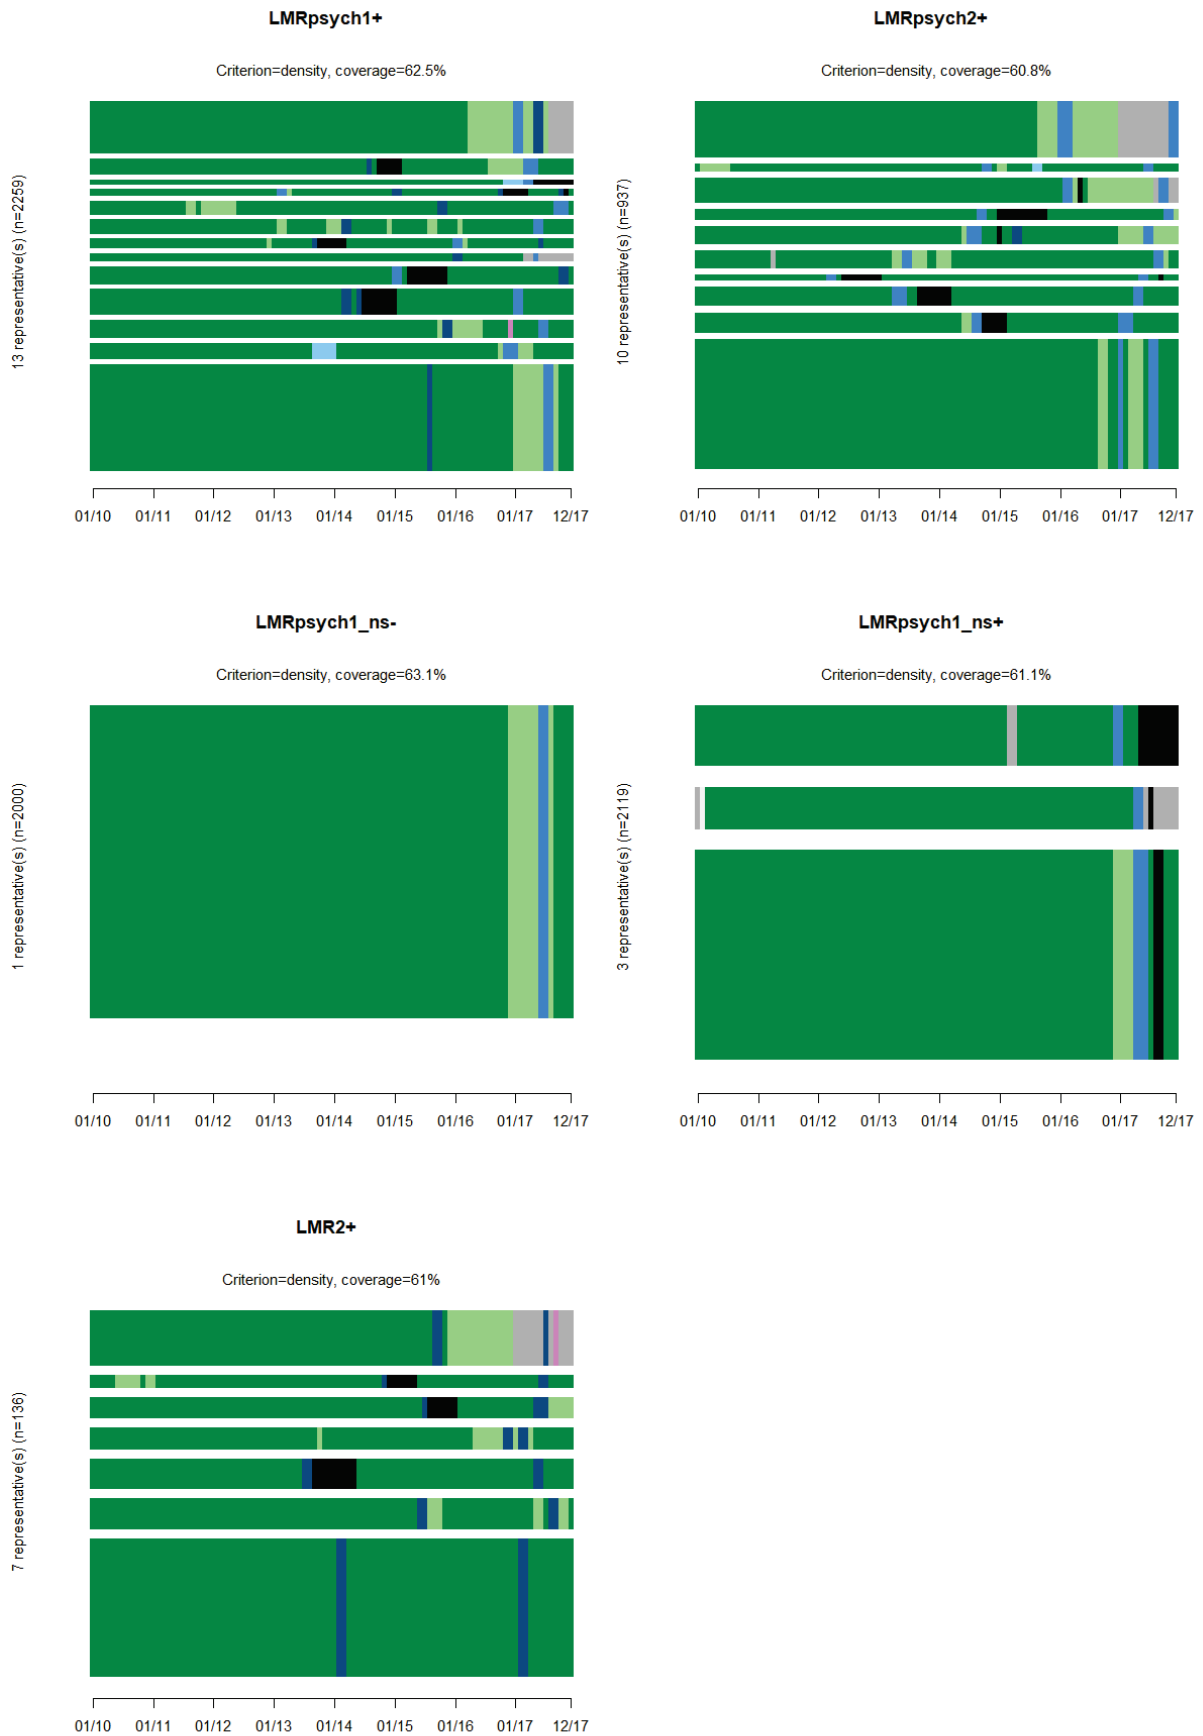 LMRpsych1+
Criterion=density, coverage=62.5%
13 representative(s) (n=2259)
01/10 01/11 01/12 01/13 01/14 01/15 01/16 01/17 12/17
LMRpsych2+
Criterion=density, coverage=60.8%
10 representative(s) (n=937)
01/10 01/11 01/12 01/13 01/14 01/15 01/16 01/17 12/17
LMRpsych1_ns-
Criterion=density, coverage=63.1%
1 representative(s) (n=2000)
01/10 01/11 01/12 01/13 01/14 01/15 01/16 01/17 12/17
LMRpsych1_ns+
Criterion=density, coverage=61.1%
3 representative(s) (n=2119)
01/10 01/11 01/12 01/13 01/14 01/15 01/16 01/17 12/17
LMR2+
Criterion=density, coverage=61%
7 representative(s) (n=136)
01/10 01/11 01/12 01/13 01/14 01/15 01/16 01/17 12/17